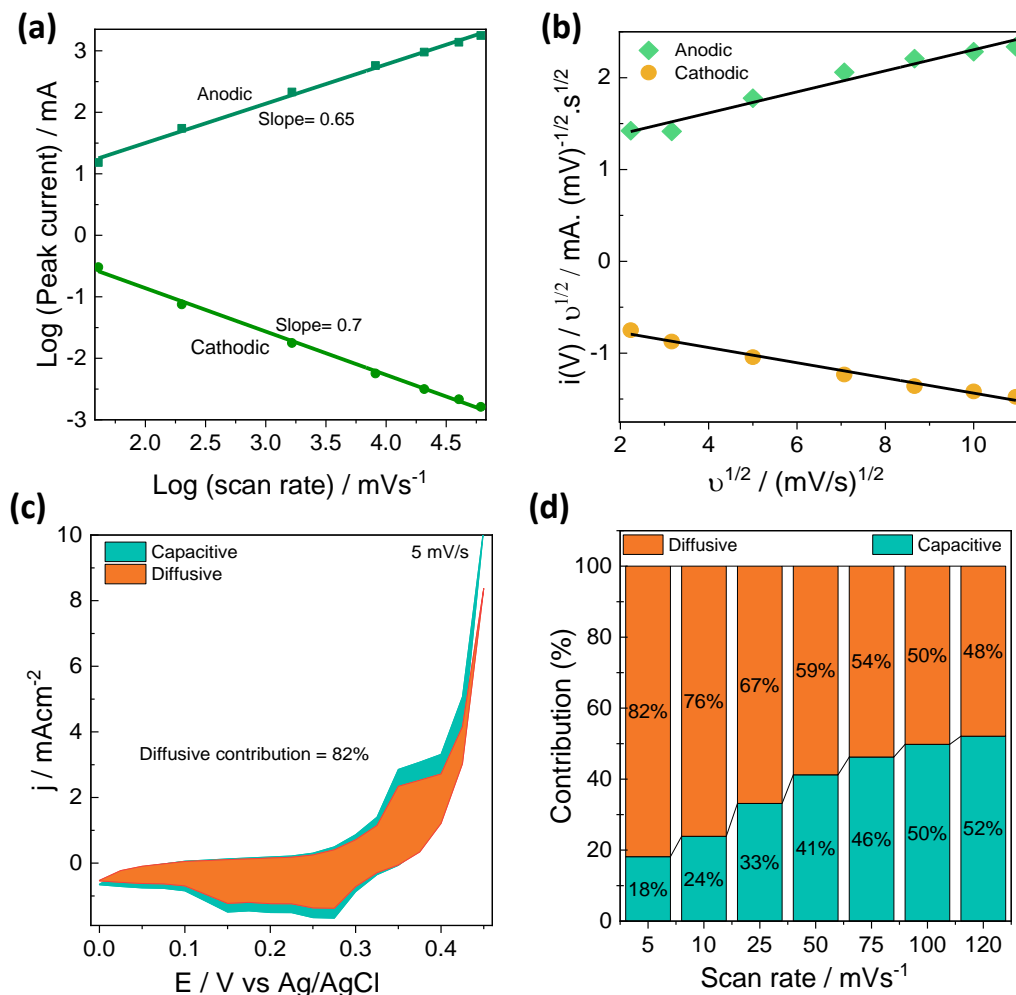 (a)
Log (Peak current) / mA
3
2
1
0
-1
-2
-3
Anodic
Slope= 0.65
Slope= 0.7
Cathodic
2.0 2.5 3.0 3.5 4.0 4.5
Log (scan rate) / mVs⁻¹
(b)
i(V) / υ¹/² / mA. (mV)⁻¹/².s¹/²
2
1
0
-1
Anodic
Cathodic
2 4 6 8 10
υ¹/² / (mV/s)¹/²
(c)
j / mAcm⁻²
10
8
6
4
2
0
Capacitive
Diffusive
5 mV/s
Diffusive contribution = 82%
0.0 0.1 0.2 0.3 0.4
E / V vs Ag/AgCl
(d)
Diffusive Capacitive
Contribution (%)
100
80
60
40
20
0
82% 76% 67% 59% 54% 50% 48%
18% 24% 33% 41% 46% 50% 52%
5 10 25 50 75 100 120
Scan rate / mVs⁻¹